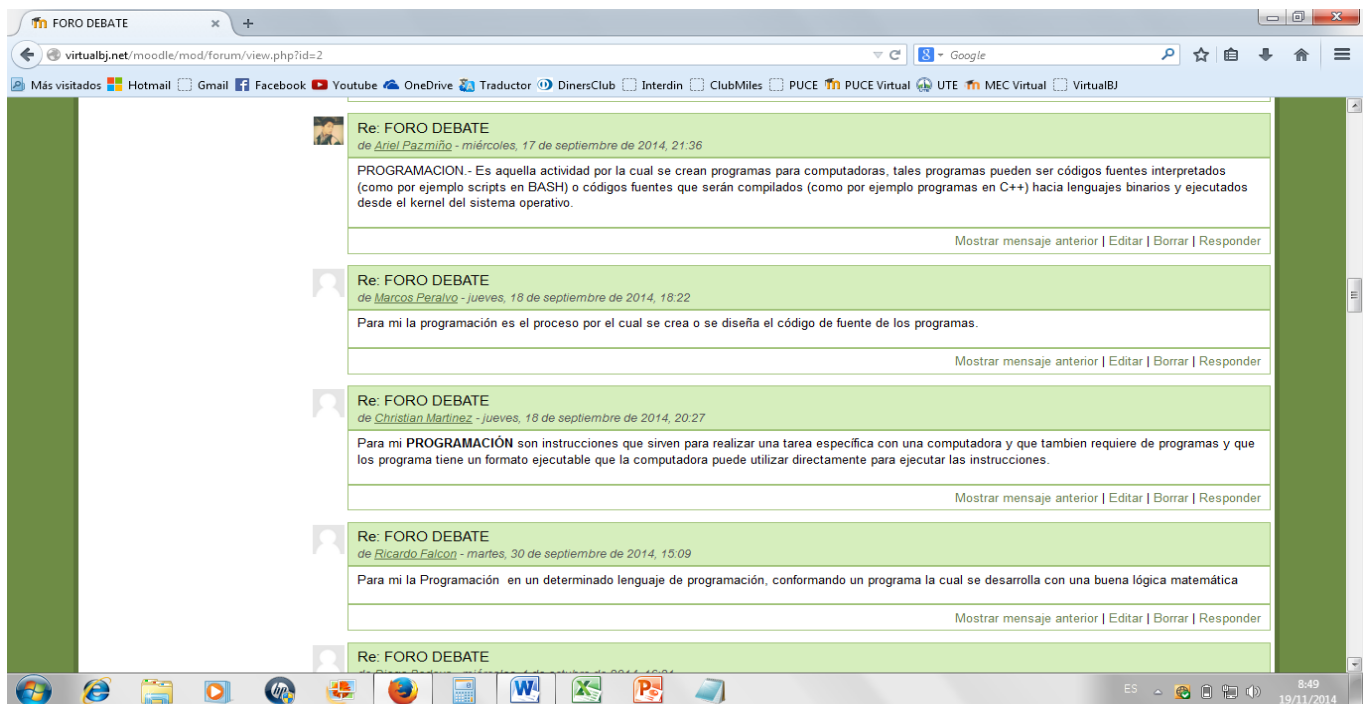 FORO DEBATE
virtualbj.net/moodle/mod/forum/view.php?id=2
Google
Más visitados Hotmail Gmail Facebook Youtube OneDrive Traductor DinersClub Interdin ClubMiles PUCE PUCE Virtual UTE MEC Virtual VirtualBJ
Re: FORO DEBATE
de Ariel Pazmiño - miércoles, 17 de septiembre de 2014, 21:36
PROGRAMACION.- Es aquella actividad por la cual se crean programas para computadoras, tales programas pueden ser códigos fuentes interpretados
(como por ejemplo scripts en BASH) o códigos fuentes que serán compilados (como por ejemplo programas en C++) hacia lenguajes binarios y ejecutados
desde el kernel del sistema operativo.
Mostrar mensaje anterior | Editar | Borrar | Responder
Re: FORO DEBATE
de Marcos Peralvo - jueves, 18 de septiembre de 2014, 18:22
Para mi la programación es el proceso por el cual se crea o se diseña el código de fuente de los programas.
Mostrar mensaje anterior | Editar | Borrar | Responder
Re: FORO DEBATE
de Christian Martinez - jueves, 18 de septiembre de 2014, 20:27
Para mi PROGRAMACIÓN son instrucciones que sirven para realizar una tarea específica con una computadora y que tambien requiere de programas y que
los programa tiene un formato ejecutable que la computadora puede utilizar directamente para ejecutar las instrucciones.
Mostrar mensaje anterior | Editar | Borrar | Responder
Re: FORO DEBATE
de Ricardo Falcon - martes, 30 de septiembre de 2014, 15:09
Para mi la Programación en un determinado lenguaje de programación, conformando un programa la cual se desarrolla con una buena lógica matemática
Mostrar mensaje anterior | Editar | Borrar | Responder
Re: FORO DEBATE
ES
8:49
19/11/2014